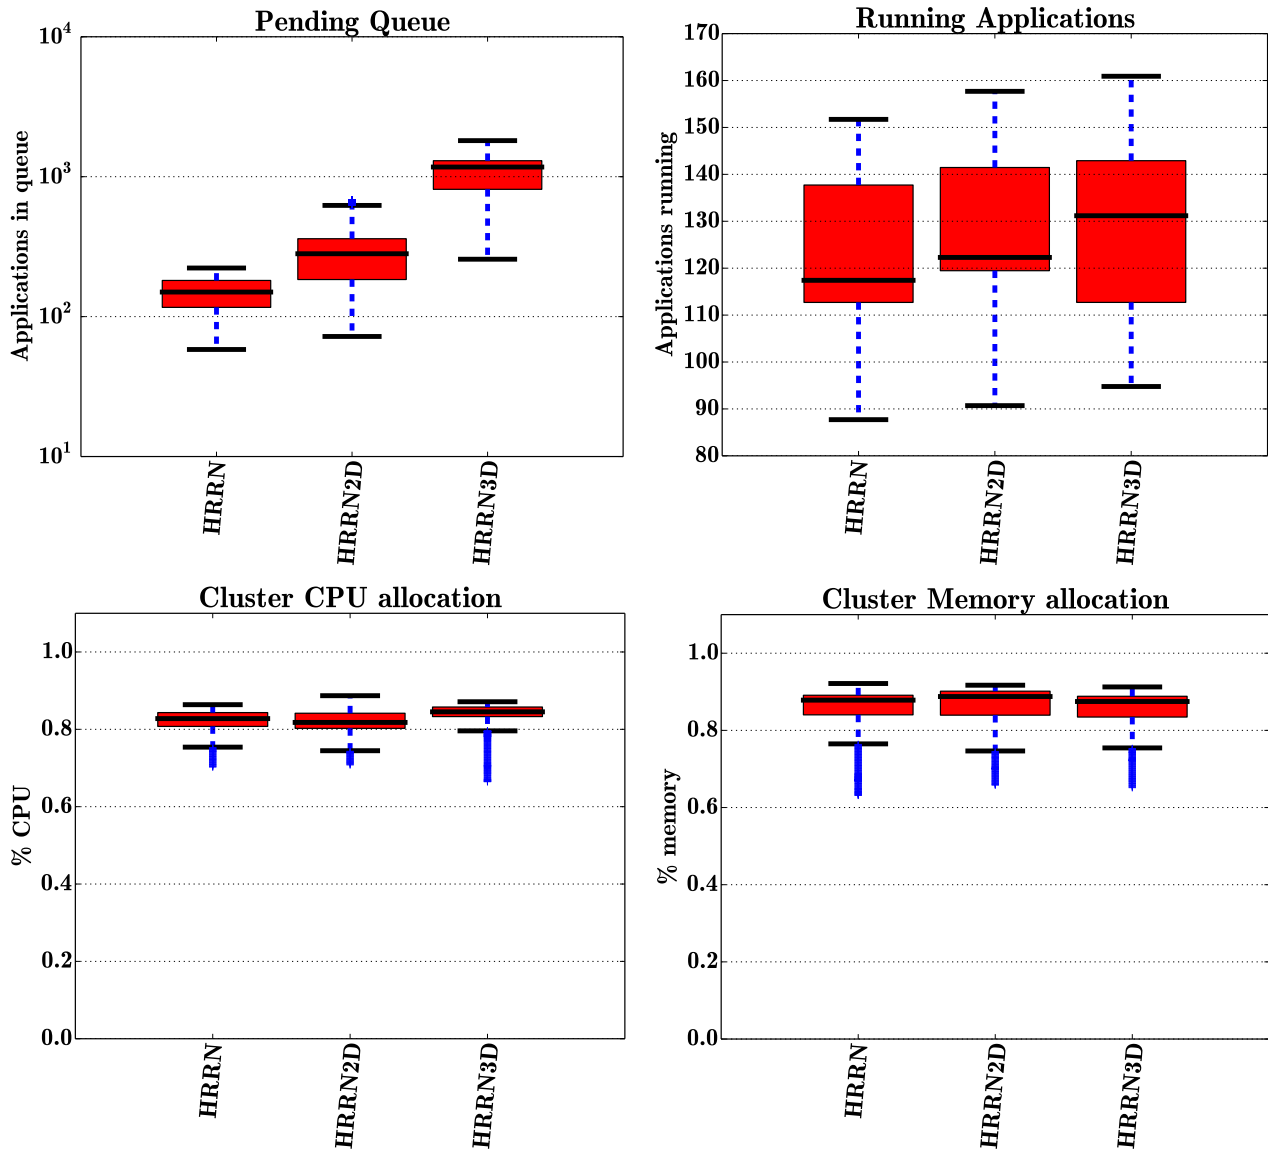 Pending Queue
Applications in queue
10^4
10^3
10^2
10^1
HRRN
HRRN2D
HRRN3D
Running Applications
Applications running
170
160
150
140
130
120
110
100
90
80
HRRN
HRRN2D
HRRN3D
Cluster CPU allocation
% CPU
1.0
0.8
0.6
0.4
0.2
0.0
HRRN
HRRN2D
HRRN3D
Cluster Memory allocation
% memory
1.0
0.8
0.6
0.4
0.2
0.0
HRRN
HRRN2D
HRRN3D